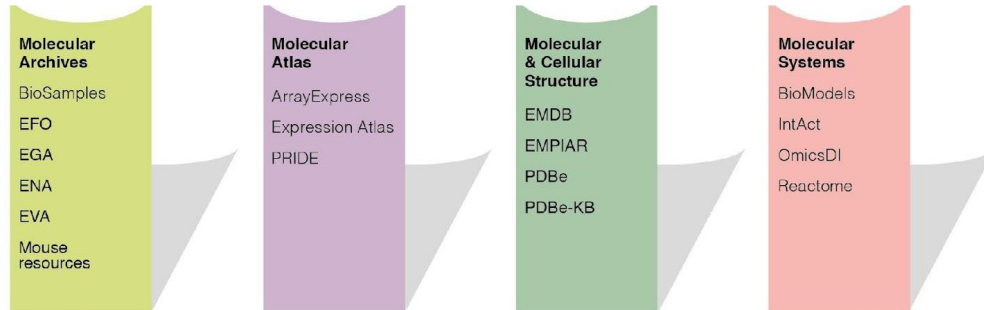 Molecular
Archives
BioSamples
EFO
EGA
ENA
EVA
Mouse
resources
Molecular
Atlas
ArrayExpress
Expression Atlas
PRIDE
Molecular
& Cellular
Structure
EMDB
EMPIAR
PDBe
PDBe-KB
Molecular
Systems
BioModels
IntAct
OmicsDI
Reactome